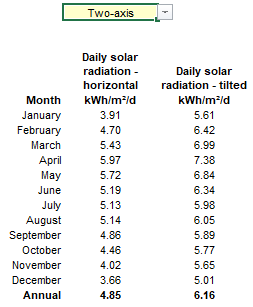 Two-axis
Daily solar radiation - horizontal Daily solar radiation - tilted
Month kWh/m²/d kWh/m²/d
January 3.91 5.61
February 4.70 6.42
March 5.43 6.99
April 5.97 7.38
May 5.72 6.84
June 5.19 6.34
July 5.13 5.98
August 5.14 6.05
September 4.86 5.89
October 4.46 5.77
November 4.02 5.65
December 3.66 5.01
Annual 4.85 6.16